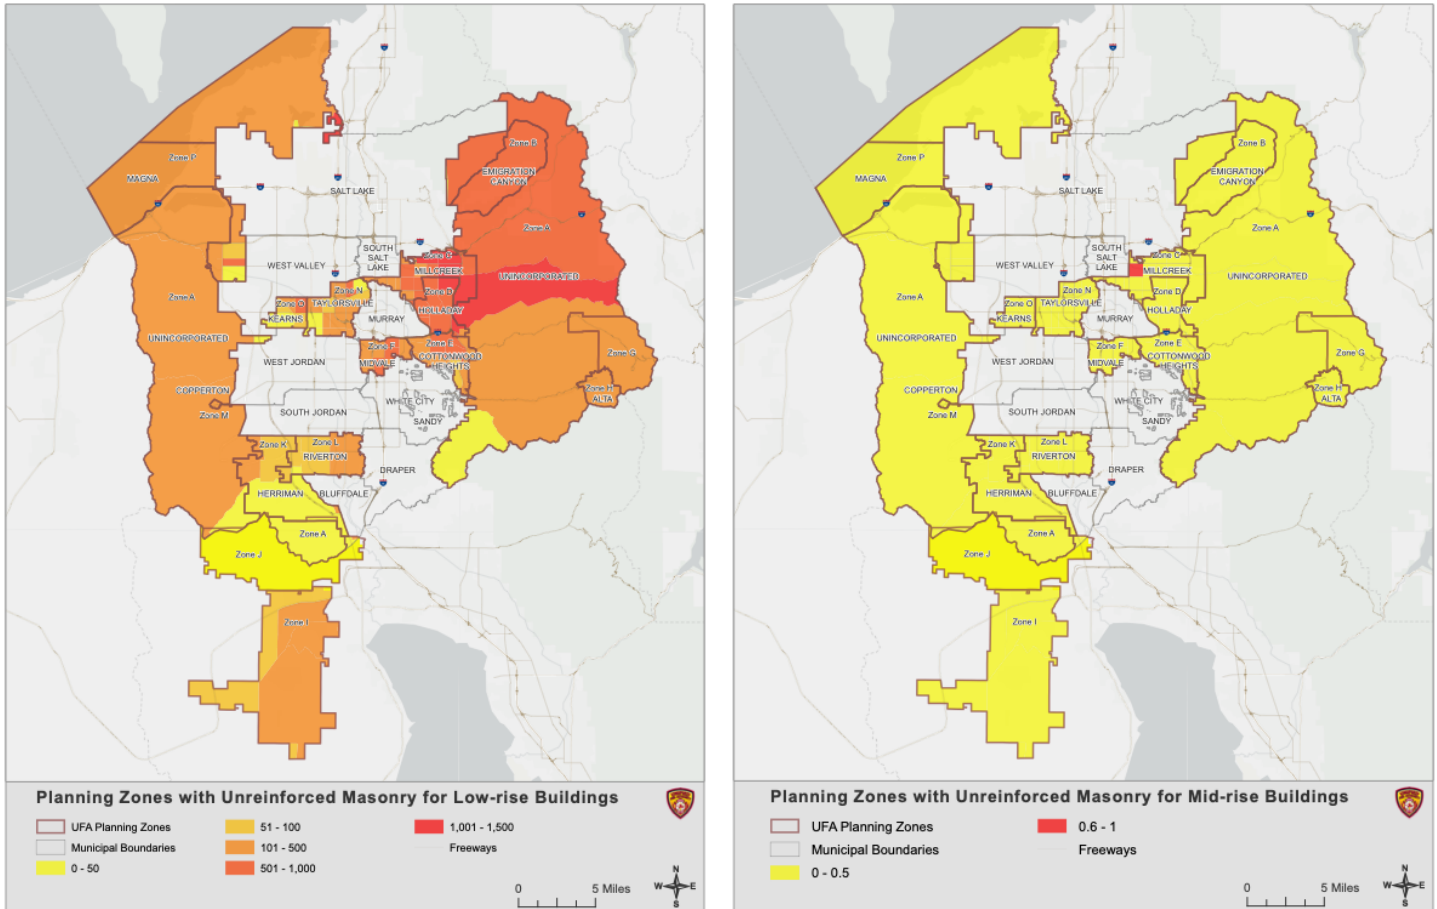 Zone B
EMIGRATION
CANYON
Zone P
MAGNA
SALT LAKE
Zone A
SOUTH
SALT
LAKE
WEST VALLEY
Zone C
MILLCREEK
UNINCORPORATED
Zone A
Zone N
Zone D
Zone O
TAYLORSVILLE
HOLLADAY
KEARNS
MURRAY
UNINCORPORATED
Zone F
Zone E
COTTONWOOD
HEIGHTS
MIDVALE
WEST JORDAN
Zone G
COPPERTON
Zone H
ALTA
WHITE CITY
Zone M
SOUTH JORDAN
SANDY
Zone K
Zone L
RIVERTON
DRAPER
HERRIMAN
BLUFFDALE
Zone A
Zone J
Zone I
Planning Zones with Unreinforced Masonry for Low-rise Buildings
UFA Planning Zones
Municipal Boundaries
0 - 50
51 - 100
101 - 500
501 - 1,000
1,001 - 1,500
Freeways
0 5 Miles
N
W E
S
Zone B
EMIGRATION
CANYON
Zone P
MAGNA
SALT LAKE
Zone A
SOUTH
SALT
LAKE
WEST VALLEY
Zone C
MILLCREEK
UNINCORPORATED
Zone A
Zone N
Zone D
Zone O
TAYLORSVILLE
HOLLADAY
KEARNS
MURRAY
UNINCORPORATED
Zone F
Zone E
COTTONWOOD
HEIGHTS
MIDVALE
WEST JORDAN
Zone G
COPPERTON
Zone H
ALTA
WHITE CITY
Zone M
SOUTH JORDAN
SANDY
Zone K
Zone L
RIVERTON
DRAPER
HERRIMAN
BLUFFDALE
Zone A
Zone J
Zone I
Planning Zones with Unreinforced Masonry for Mid-rise Buildings
UFA Planning Zones
Municipal Boundaries
0 - 0.5
0.6 - 1
Freeways
0 5 Miles
N
W E
S